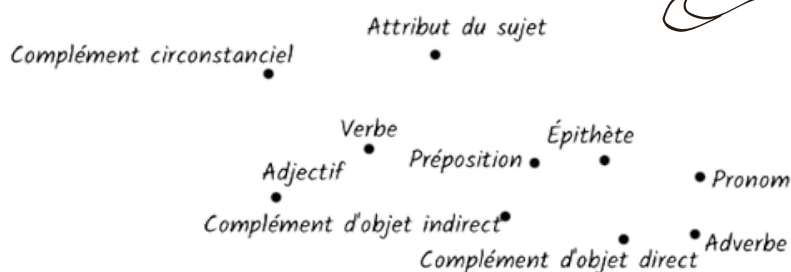 Attribut du sujet
Complément circonstanciel
Verbe
Épithète
Préposition
Adjectif
Pronom
Complément d'objet indirect
Adverbe
Complément d'objet direct